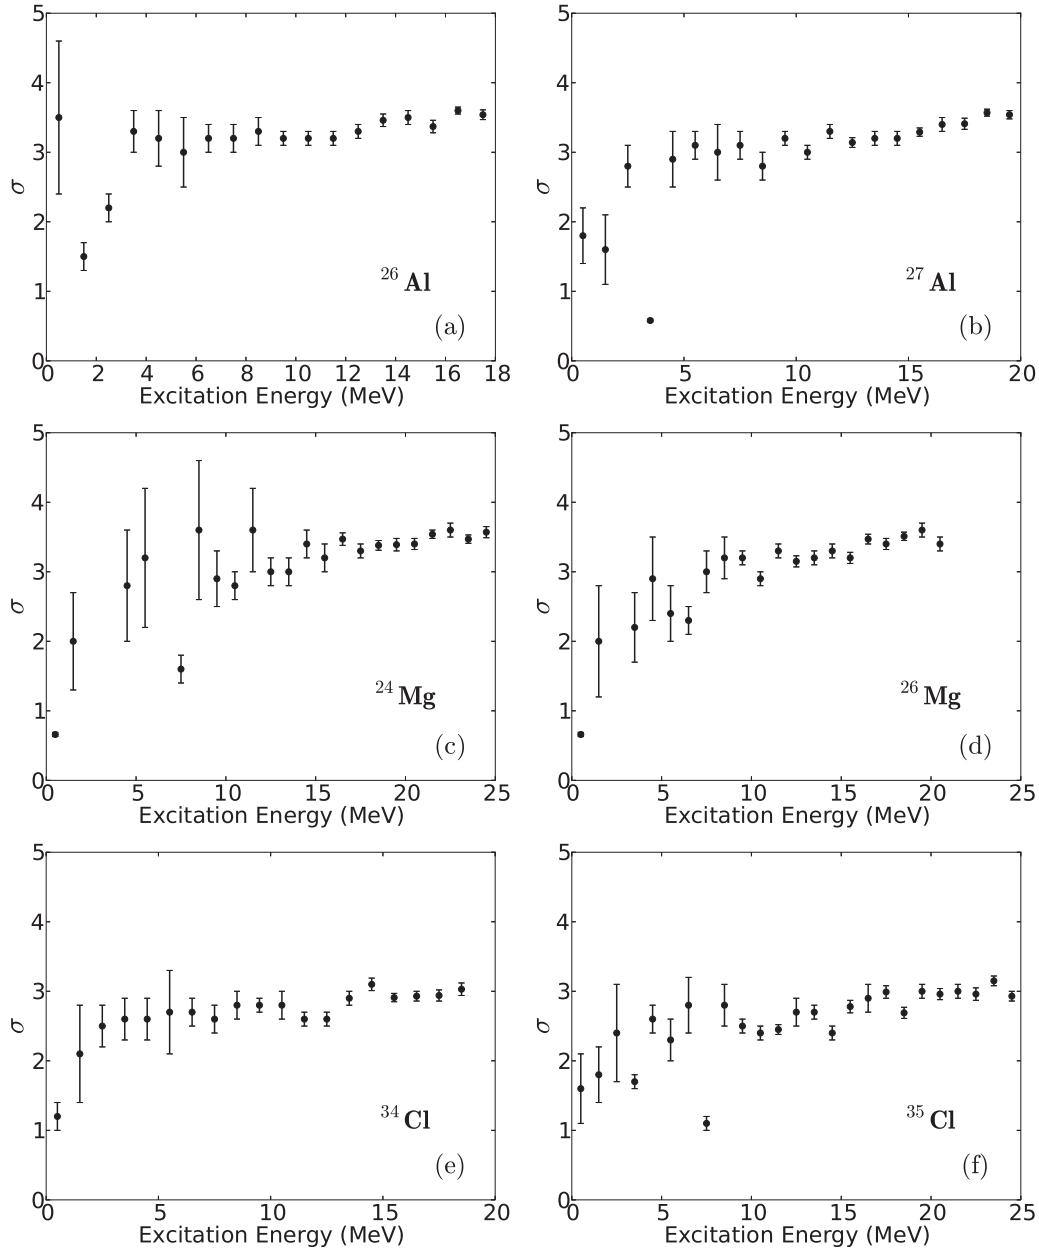 5
4
3
2
1
0
σ
2 4 6 8 10 12 14 16 18
Excitation Energy (MeV)
²⁶Al
(a)
5
4
3
2
1
0
σ
0 5 10 15 20
Excitation Energy (MeV)
²⁷Al
(b)
5
4
3
2
1
0
σ
0 5 10 15 20 25
Excitation Energy (MeV)
²⁴Mg
(c)
5
4
3
2
1
0
σ
0 5 10 15 20 25
Excitation Energy (MeV)
²⁶Mg
(d)
5
4
3
2
1
0
σ
0 5 10 15 20
Excitation Energy (MeV)
³⁴Cl
(e)
5
4
3
2
1
0
σ
0 5 10 15 20 25
Excitation Energy (MeV)
³⁵Cl
(f)